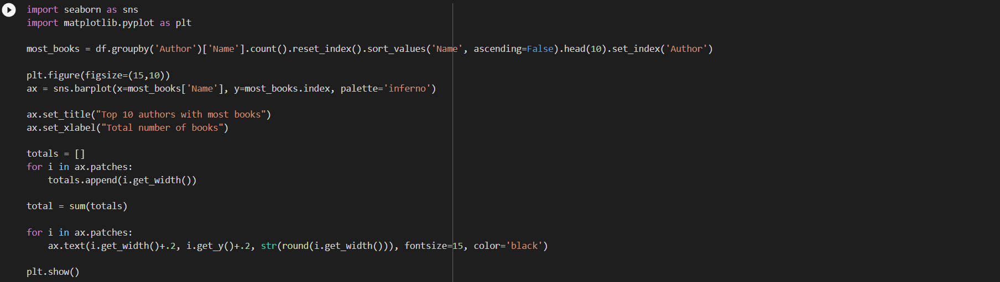 import seaborn as sns
import matplotlib.pyplot as plt
most_books = df.groupby('Author')['Name'].count().reset_index().sort_values('Name', ascending=False).head(10).set_index('Author')
plt.figure(figsize=(15,10))
ax = sns.barplot(x=most_books['Name'], y=most_books.index, palette='inferno')
ax.set_title("Top 10 authors with most books")
ax.set_xlabel("Total number of books")
totals = []
for i in ax.patches:
    totals.append(i.get_width())
total = sum(totals)
for i in ax.patches:
    ax.text(i.get_width()+.2, i.get_y()+.2, str(round(i.get_width())), fontsize=15, color='black')
plt.show()